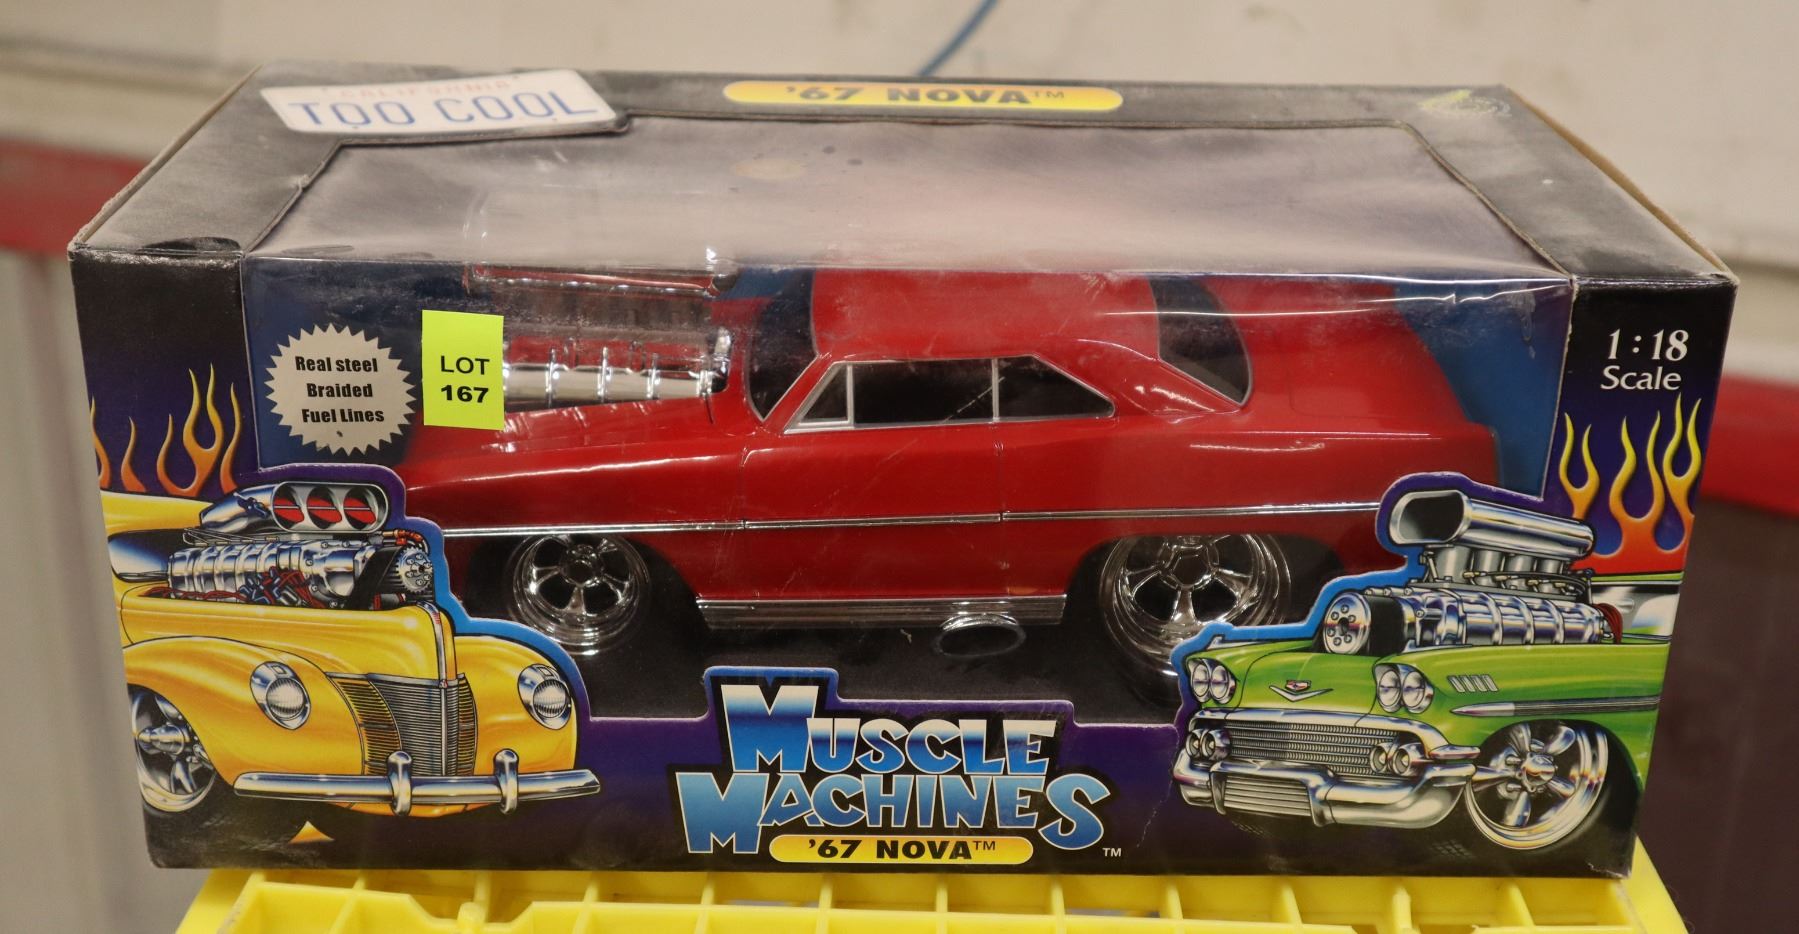 CALIFORNIA
TOO COOL
'67 NOVA™
Real steel
Braided
Fuel Lines
LOT
167
1:18
Scale
MUSCLE
MACHINES
'67 NOVA™
™